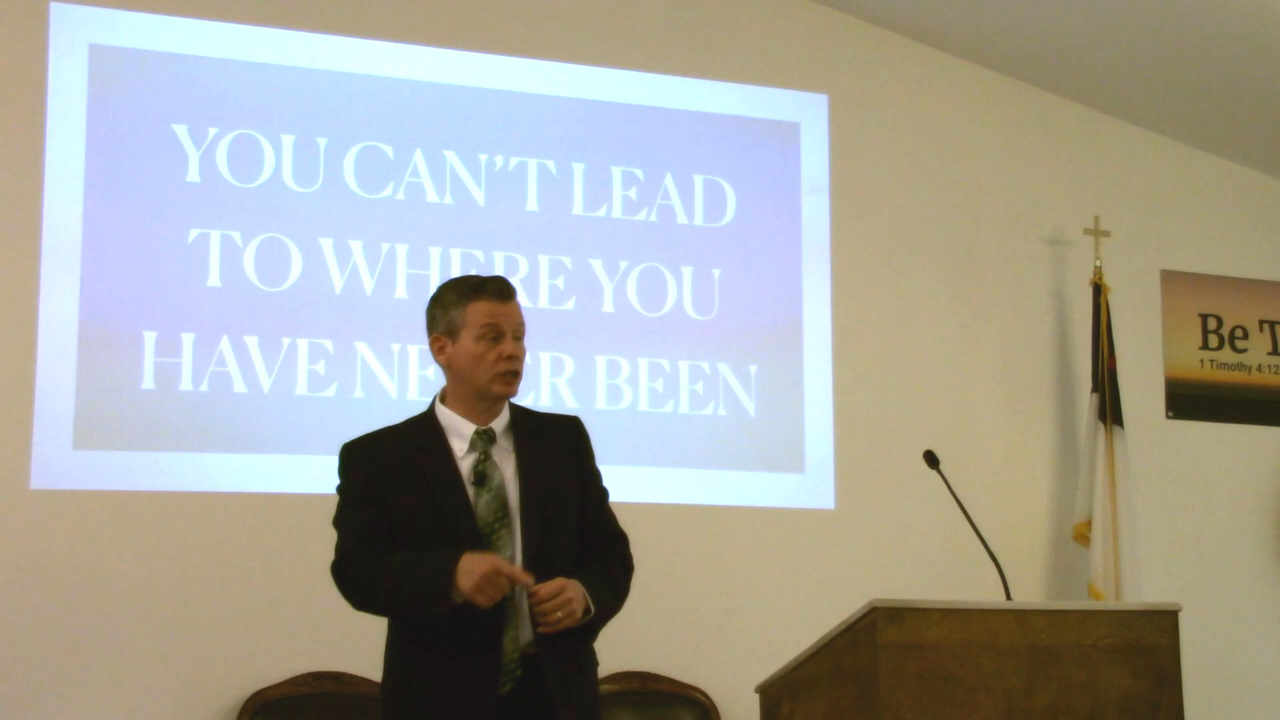 YOU CAN'T LEAD
TO WHERE YOU
HAVE NEVER BEEN
Be
1 Timothy 4:12